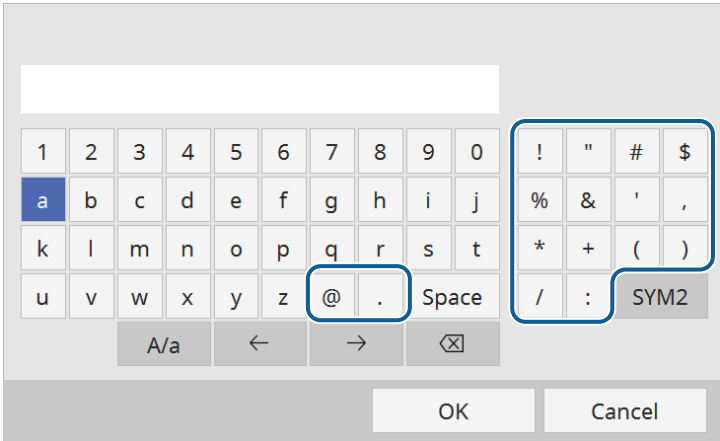 1 2 3 4 5 6 7 8 9 0 ! " # $
a b c d e f g h i j % & ' ,
k l m n o p q r s t * + ( )
u v w x y z @ . Space / : SYM2
A/a ← → ⌫
OK Cancel